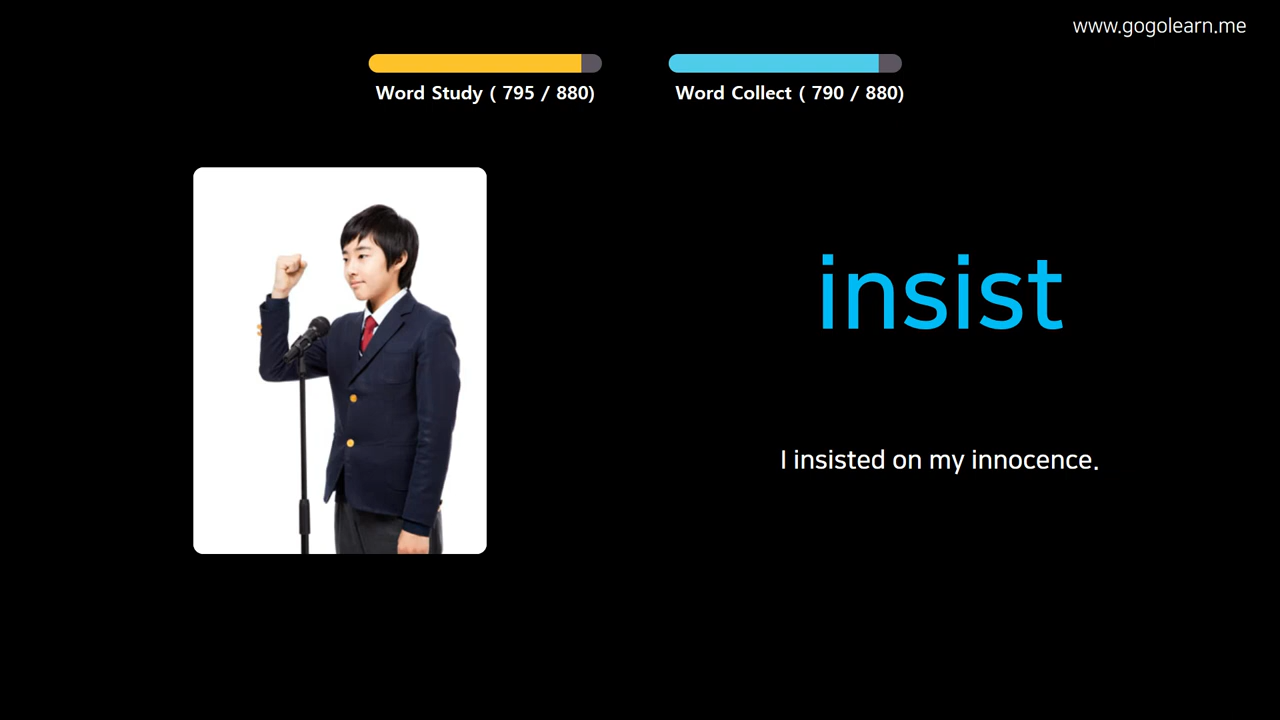 www.gogolearn.me
Word Study ( 795 / 880)
Word Collect ( 790 / 880)
insist
I insisted on my innocence.